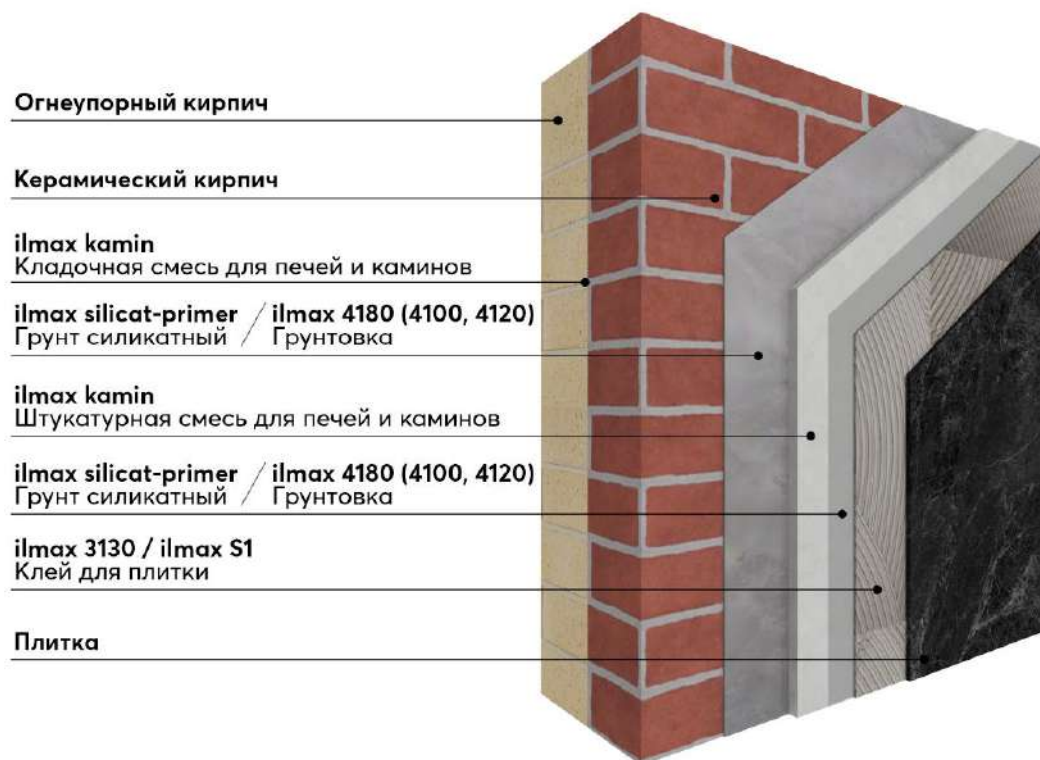 Огнеупорный кирпич
Керамический кирпич
ilmax kamin
Кладочная смесь для печей и каминов
ilmax silicat-primer / ilmax 4180 (4100, 4120)
Грунт силикатный / Грунтовка
ilmax kamin
Штукатурная смесь для печей и каминов
ilmax silicat-primer / ilmax 4180 (4100, 4120)
Грунт силикатный / Грунтовка
ilmax 3130 / ilmax S1
Клей для плитки
Плитка